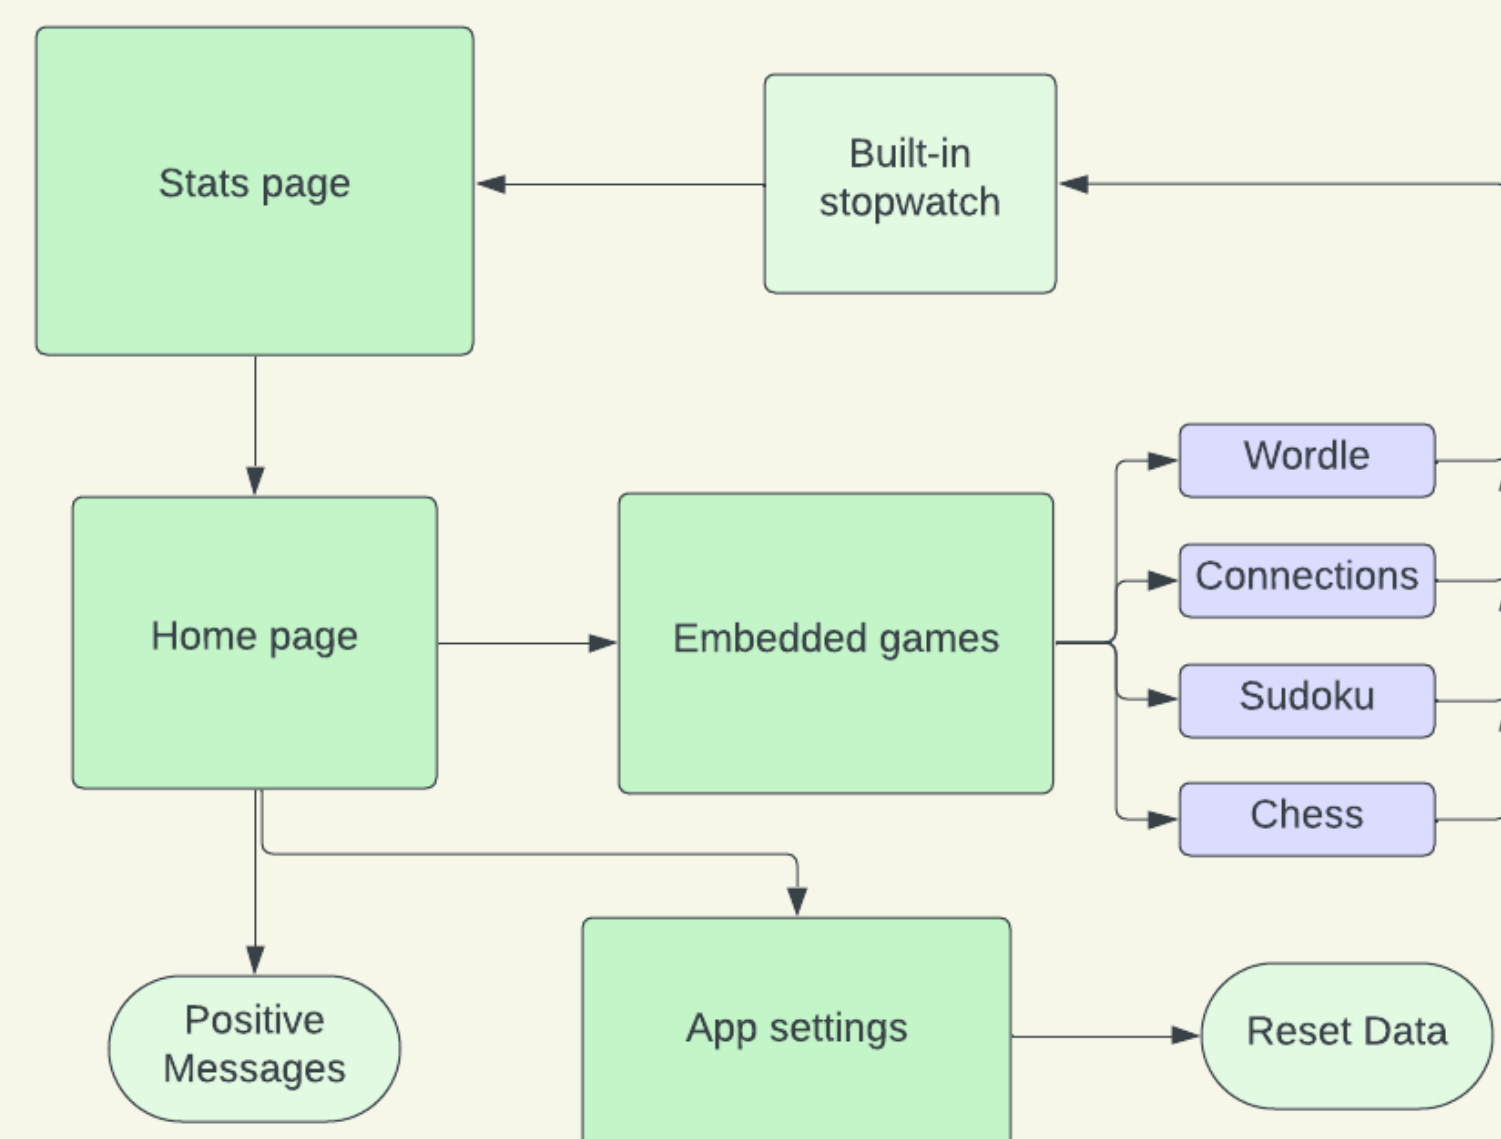 Stats page
Built-in
stopwatch
Wordle
Connections
Home page
Embedded games
Sudoku
Chess
Positive
Messages
App settings
Reset Data